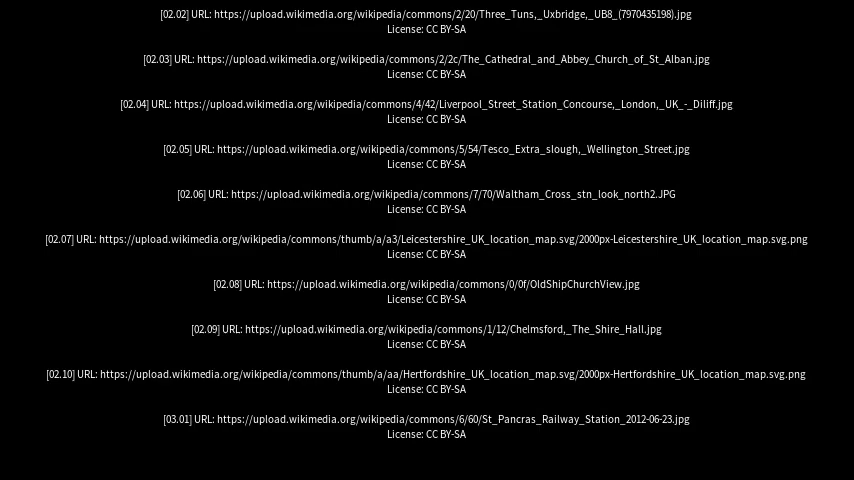 [02.02] URL: https://upload.wikimedia.org/wikipedia/commons/2/20/Three_Tuns,_Uxbridge,_UB8_(7970435198).jpg
License: CC BY-SA
[02.03] URL: https://upload.wikimedia.org/wikipedia/commons/2/2c/The_Cathedral_and_Abbey_Church_of_St_Alban.jpg
License: CC BY-SA
[02.04] URL: https://upload.wikimedia.org/wikipedia/commons/4/42/Liverpool_Street_Station_Concourse,_London,_UK_-_Diliff.jpg
License: CC BY-SA
[02.05] URL: https://upload.wikimedia.org/wikipedia/commons/5/54/Tesco_Extra_slough,_Wellington_Street.jpg
License: CC BY-SA
[02.06] URL: https://upload.wikimedia.org/wikipedia/commons/7/70/Waltham_Cross_stn_look_north2.JPG
License: CC BY-SA
[02.07] URL: https://upload.wikimedia.org/wikipedia/commons/thumb/a/a3/Leicestershire_UK_location_map.svg/2000px-Leicestershire_UK_location_map.svg.png
License: CC BY-SA
[02.08] URL: https://upload.wikimedia.org/wikipedia/commons/0/0f/OldShipChurchView.jpg
License: CC BY-SA
[02.09] URL: https://upload.wikimedia.org/wikipedia/commons/1/12/Chelmsford,_The_Shire_Hall.jpg
License: CC BY-SA
[02.10] URL: https://upload.wikimedia.org/wikipedia/commons/thumb/a/aa/Hertfordshire_UK_location_map.svg/2000px-Hertfordshire_UK_location_map.svg.png
License: CC BY-SA
[03.01] URL: https://upload.wikimedia.org/wikipedia/commons/6/60/St_Pancras_Railway_Station_2012-06-23.jpg
License: CC BY-SA